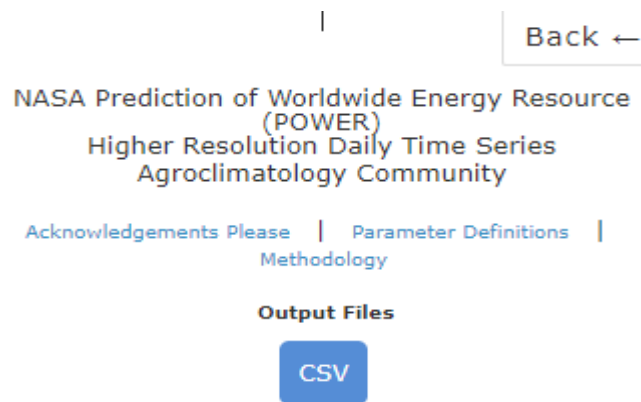 |
Back ←
NASA Prediction of Worldwide Energy Resource
(POWER)
Higher Resolution Daily Time Series
Agroclimatology Community
Acknowledgements Please | Parameter Definitions |
Methodology
Output Files
CSV